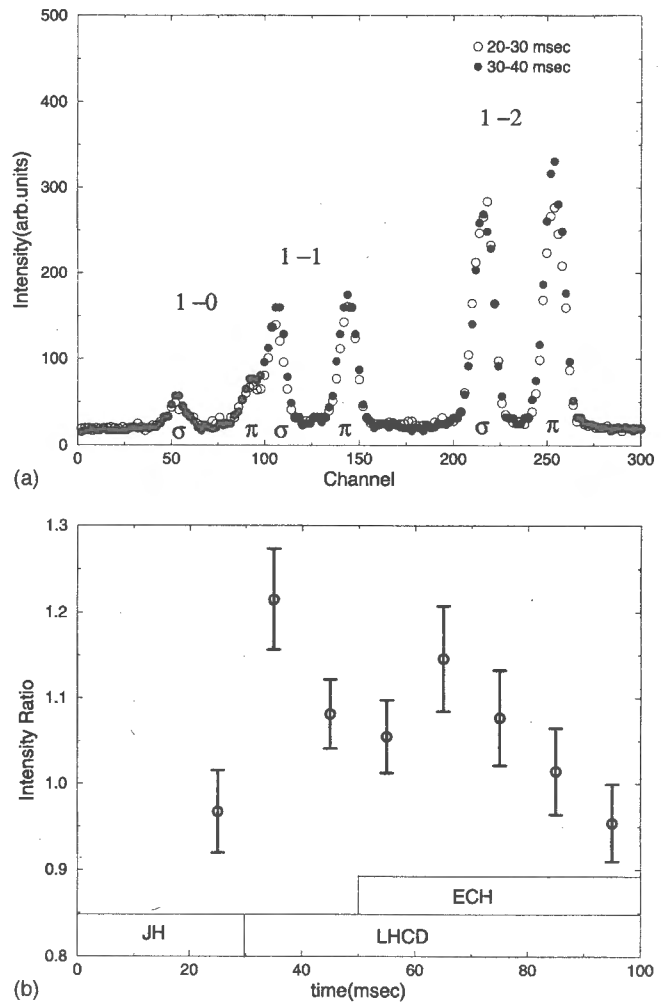 500
400
300
200
100
0
Intensity(arb.units)
○ 20-30 msec
● 30-40 msec
1-0
1-1
1-2
σ
π
σ
π
σ
π
0
50
100
150
200
250
300
Channel
(a)
1.3
1.2
1.1
1.0
0.9
0.8
Intensity Ratio
ECH
JH
LHCD
0
20
40
60
80
100
time(msec)
(b)